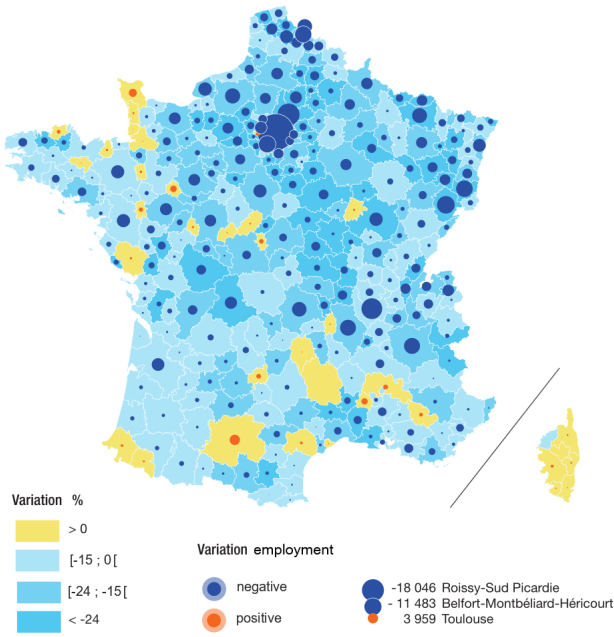 Variation %
> 0
[-15 ; 0 [
[-24 ; -15[
< -24
Variation employment
negative
positive
-18 046 Roissy-Sud Picardie
- 11 483 Belfort-Montbéliard-Héricourt
3 959 Toulouse